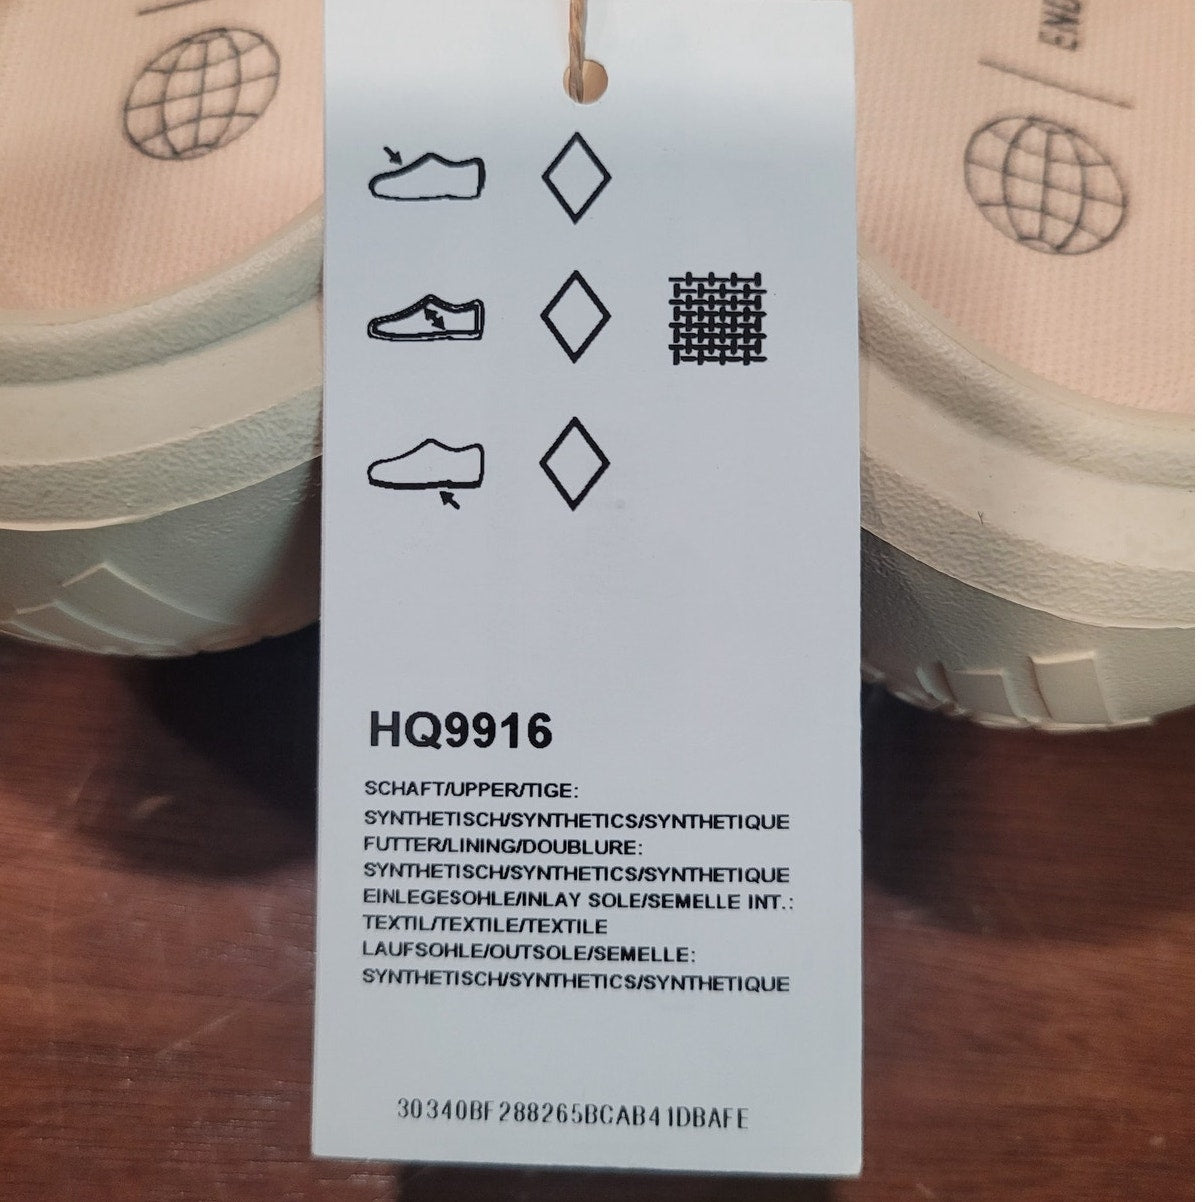 END
HQ9916
SCHAFT/UPPER/TIGE:
SYNTHETISCH/SYNTHETICS/SYNTHETIQUE
FUTTER/LINING/DOUBLURE:
SYNTHETISCH/SYNTHETICS/SYNTHETIQUE
EINLEGESOHLE/INLAY SOLE/SEMELLE INT.:
TEXTIL/TEXTILE/TEXTILE
LAUFSOHLE/OUTSOLE/SEMELLE:
SYNTHETISCH/SYNTHETICS/SYNTHETIQUE
30340BF288265BCAB41DBAFE